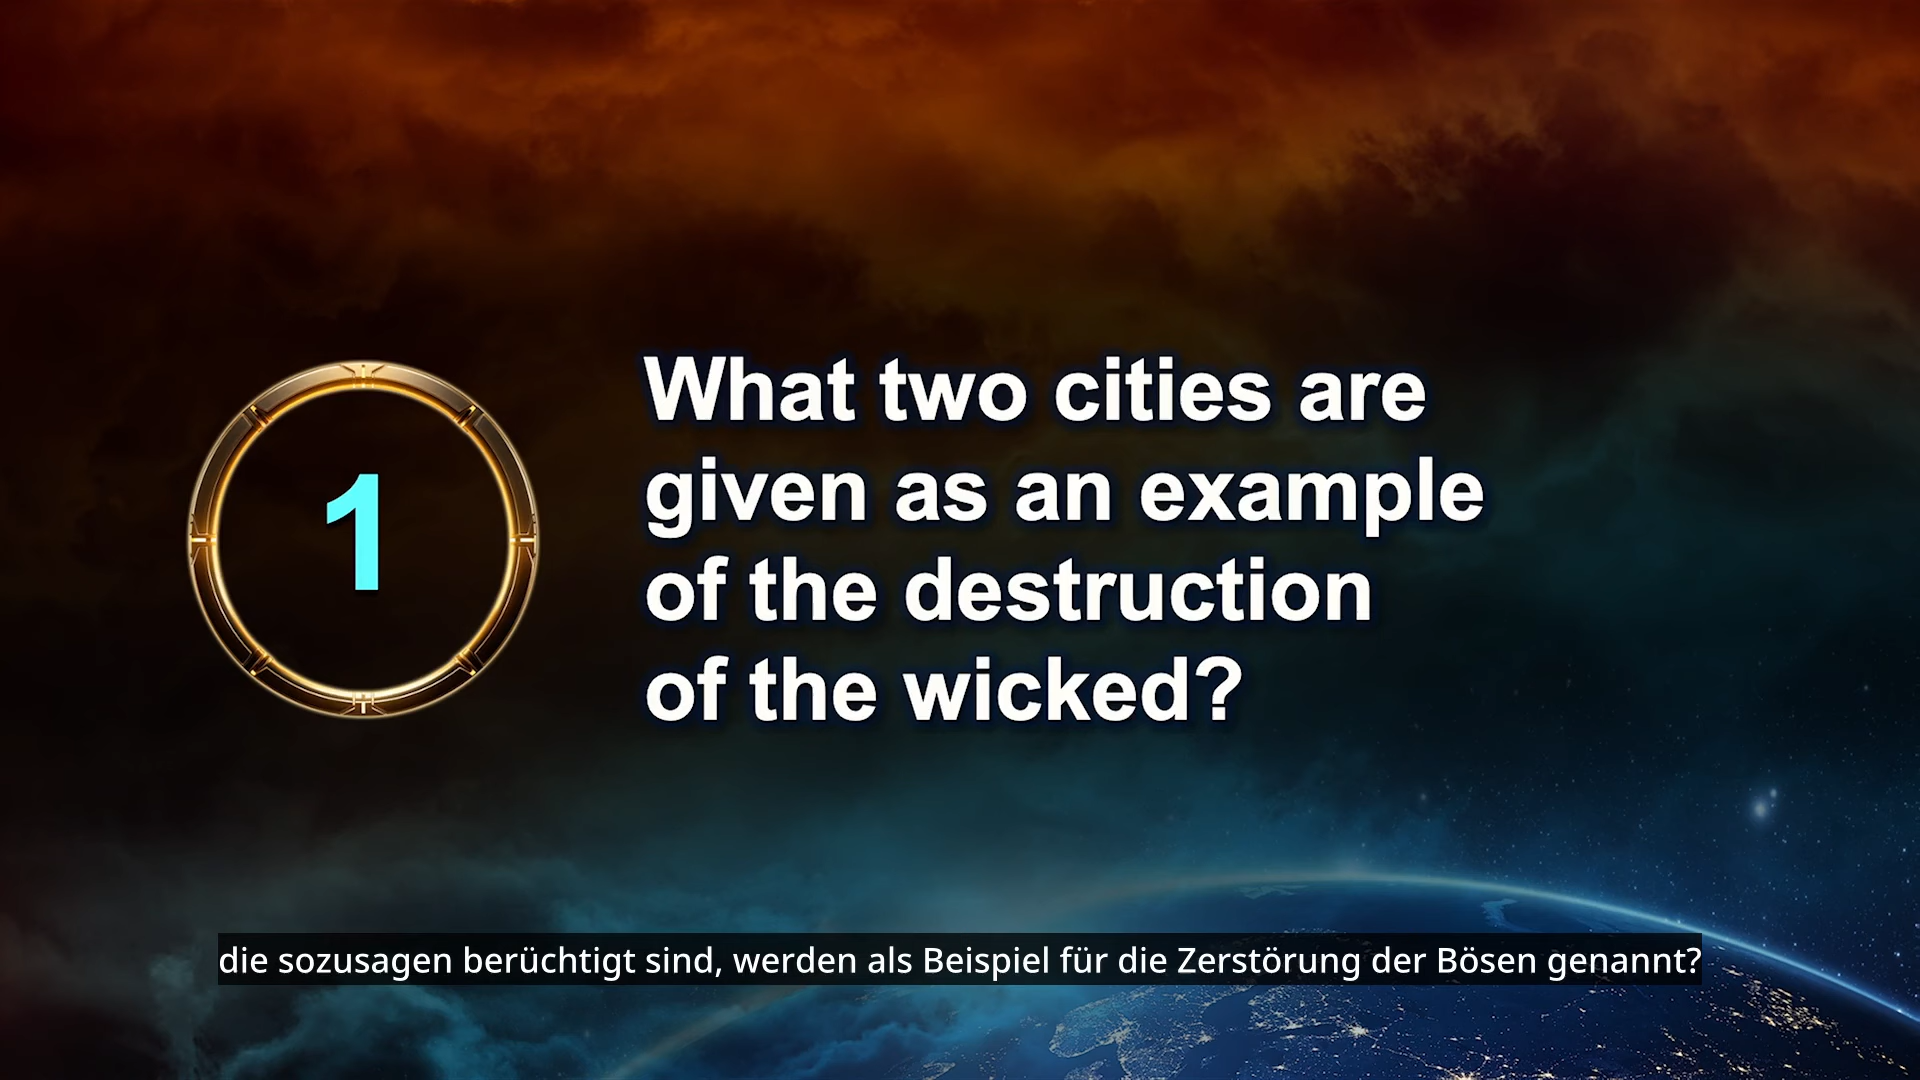 1
What two cities are
given as an example
of the destruction
of the wicked?
die sozusagen berüchtigt sind, werden als Beispiel für die Zerstörung der Bösen genannt?